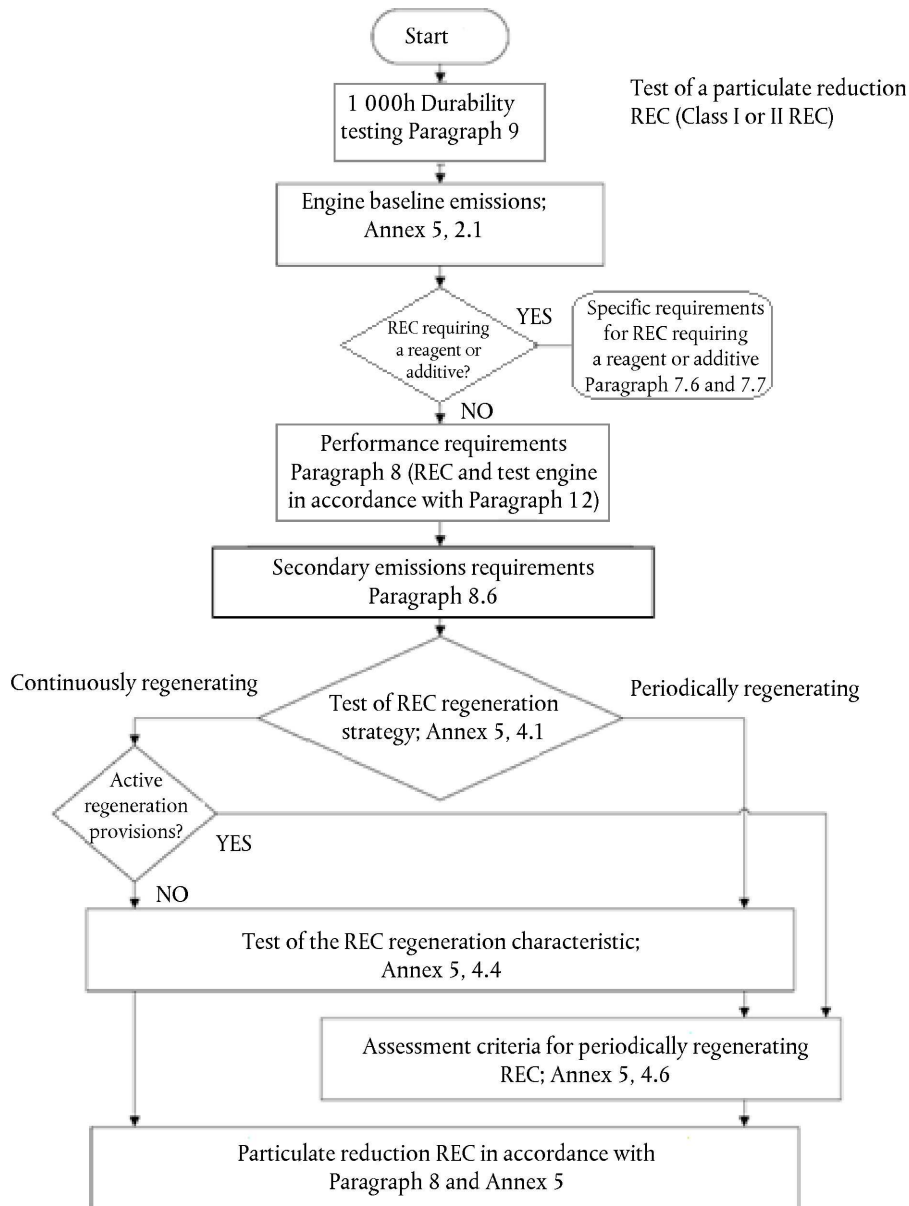 Start
Test of a particulate reduction
REC (Class I or II REC)
1 000h Durability
testing Paragraph 9
Engine baseline emissions;
Annex 5, 2.1
REC requiring
a reagent or
additive?
YES
Specific requirements
for REC requiring
a reagent or additive
Paragraph 7.6 and 7.7
NO
Performance requirements
Paragraph 8 (REC and test engine
in accordance with Paragraph 12)
Secondary emissions requirements
Paragraph 8.6
Continuously regenerating
Periodically regenerating
Test of REC regeneration
strategy; Annex 5, 4.1
Active
regeneration
provisions?
YES
NO
Test of the REC regeneration characteristic;
Annex 5, 4.4
Assessment criteria for periodically regenerating
REC; Annex 5, 4.6
Particulate reduction REC in accordance with
Paragraph 8 and Annex 5